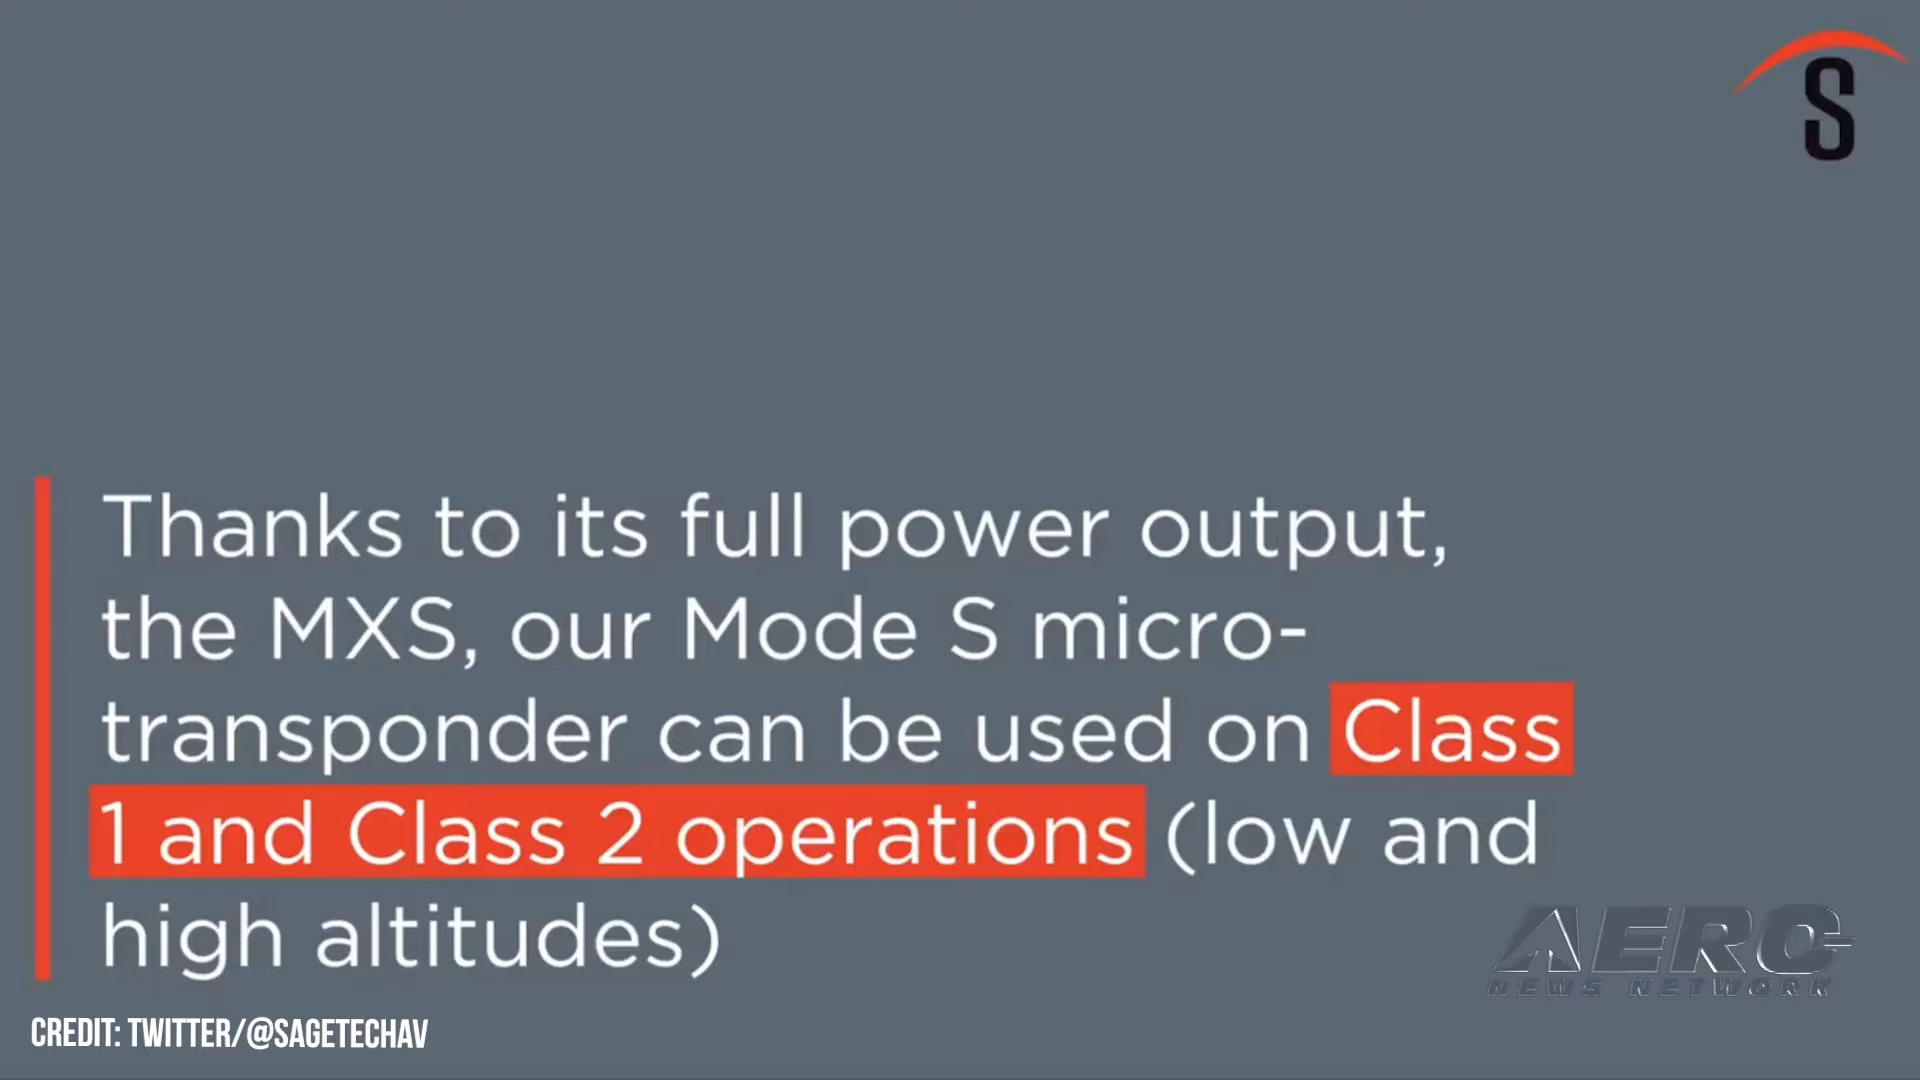 S
Thanks to its full power output,
the MXS, our Mode S micro-
transponder can be used on Class
1 and Class 2 operations (low and
high altitudes)
AERO
NEWS NETWORK
CREDIT: TWITTER/@SAGETECHAV